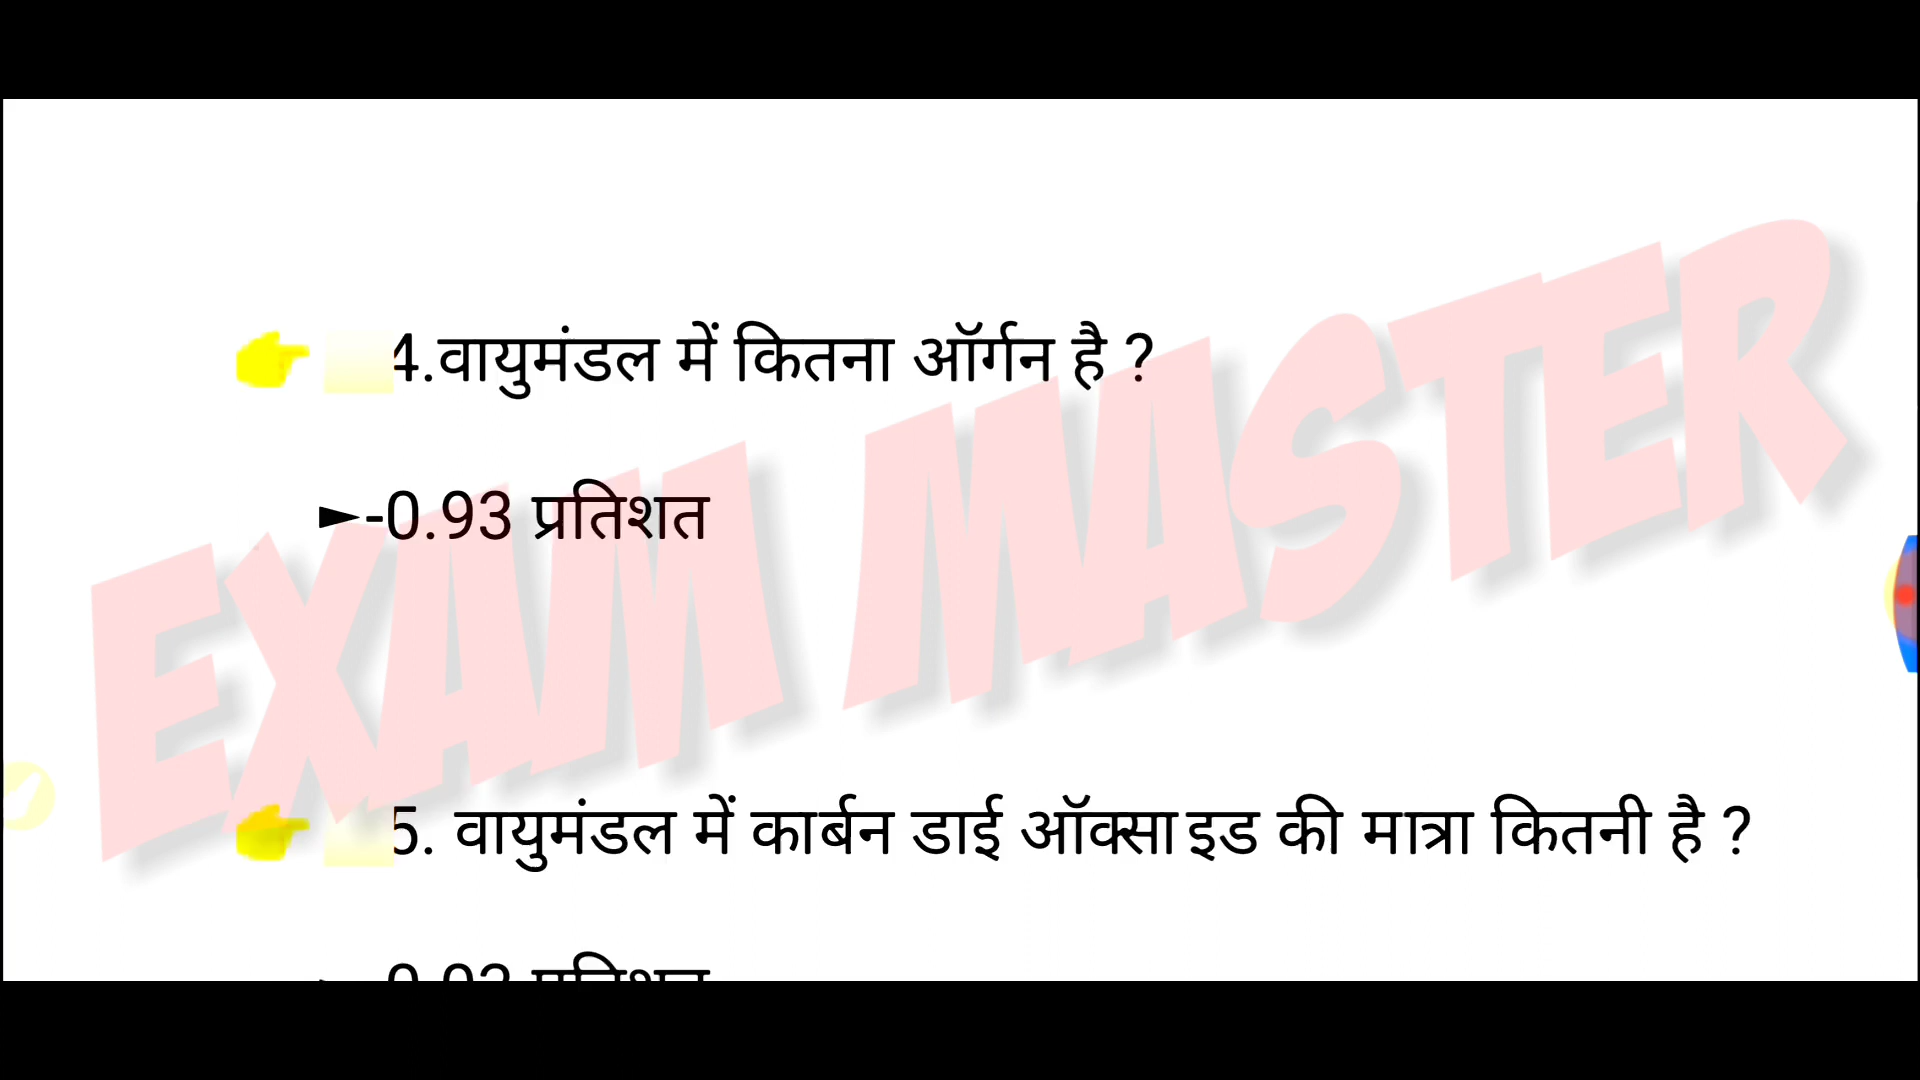 4.वायुमंडल में कितना ऑर्गन है ?
►-0.93 प्रतिशत
EXAM MASTER
5. वायुमंडल में कार्बन डाई ऑक्साइड की मात्रा कितनी है ?